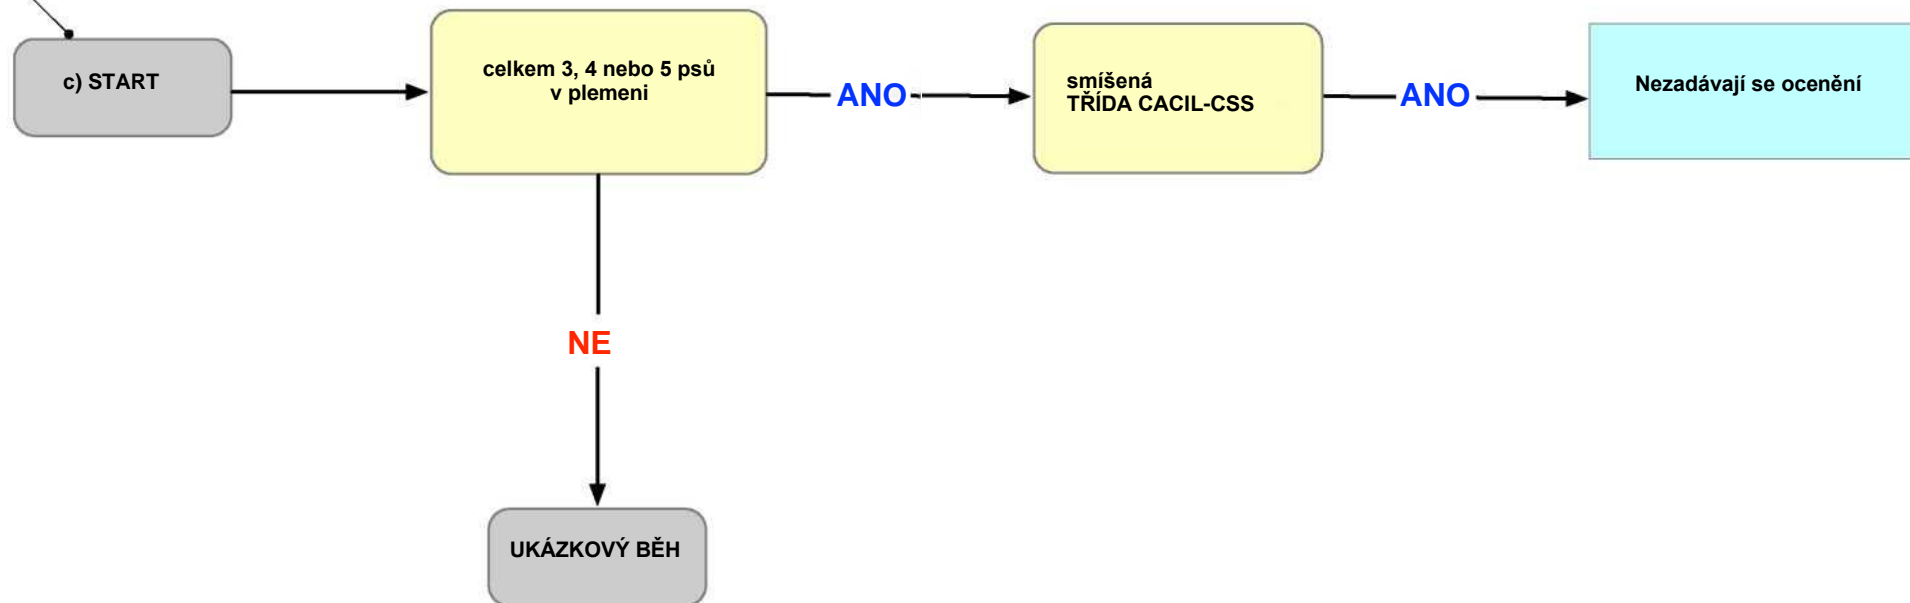 c) START
celkem 3, 4 nebo 5 psů
v plemeni
ANO
smíšená
TŘÍDA CACIL-CSS
ANO
Nezadávají se ocenění
NE
UKÁZKOVÝ BĚH